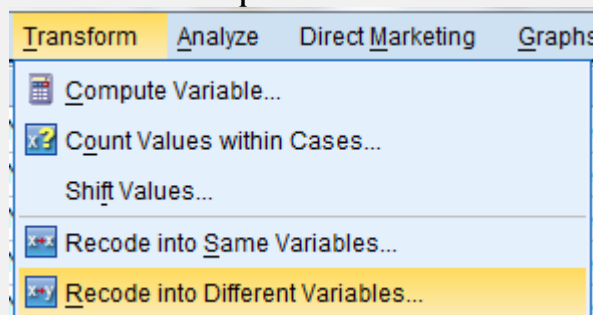 Transform Analyze Direct Marketing Graphs
Compute Variable...
Count Values within Cases...
Shift Values...
Recode into Same Variables...
Recode into Different Variables...